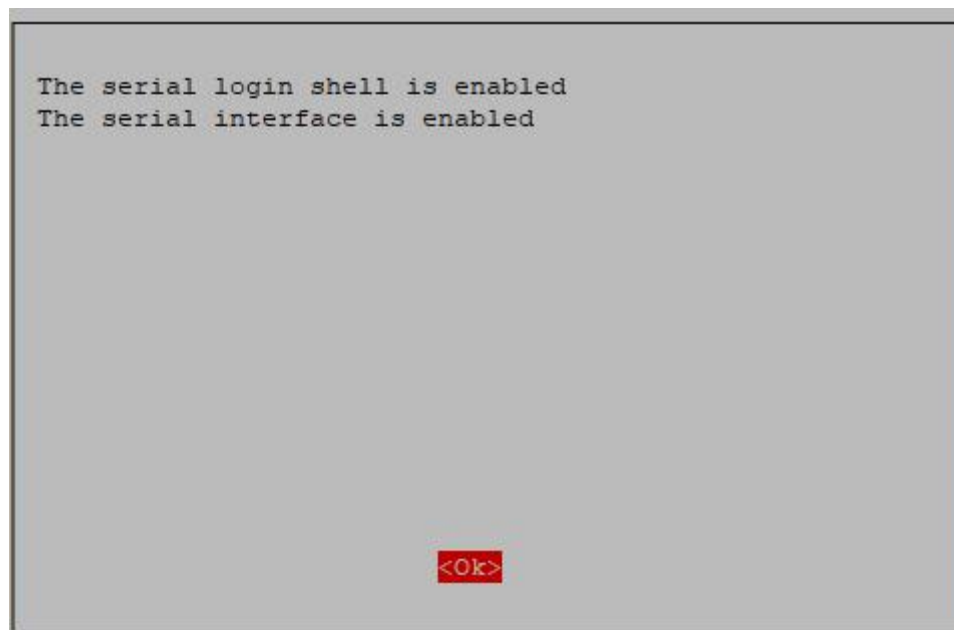 The serial login shell is enabled
The serial interface is enabled
<Ok>